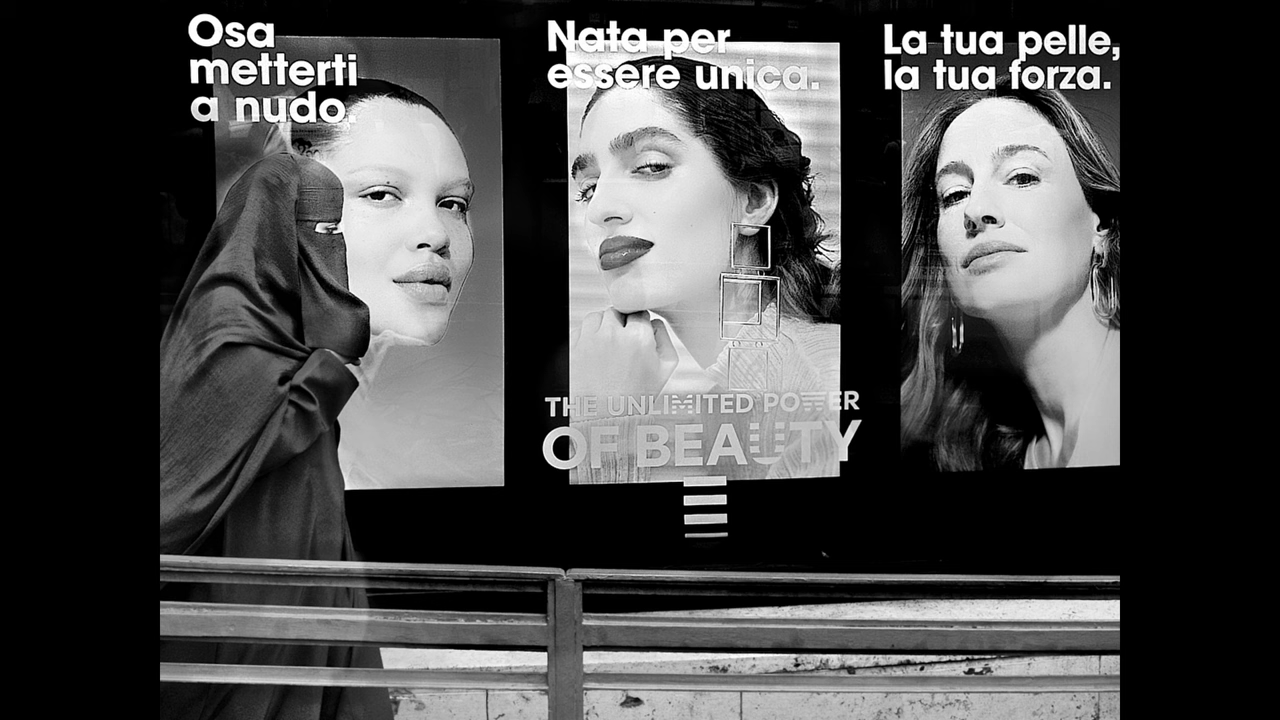 Osa
metterti
a nudo.
Nata per
essere unica.
THE UNLIMITED POWER
OF BEAUTY
La tua pelle,
la tua forza.